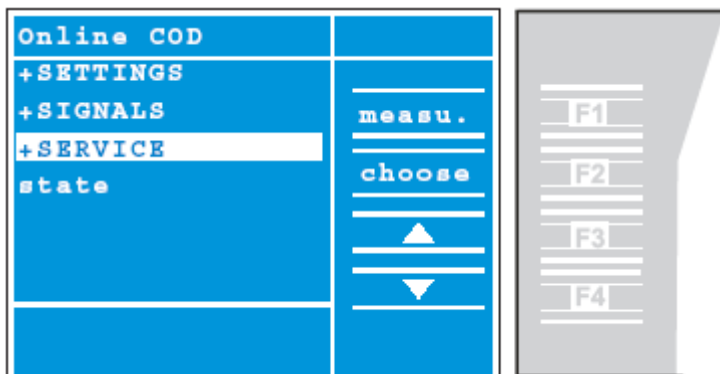 Online COD
+SETTINGS
+SIGNALS
+SERVICE
state
measu.
choose
F1
F2
F3
F4